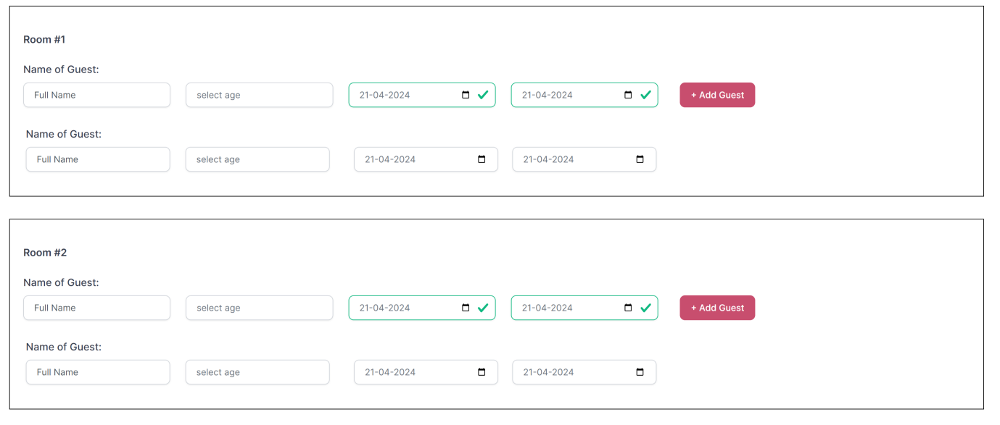 Room #1
Name of Guest:
Full Name select age 21-04-2024 21-04-2024 + Add Guest
Name of Guest:
Full Name select age 21-04-2024 21-04-2024
Room #2
Name of Guest:
Full Name select age 21-04-2024 21-04-2024 + Add Guest
Name of Guest:
Full Name select age 21-04-2024 21-04-2024